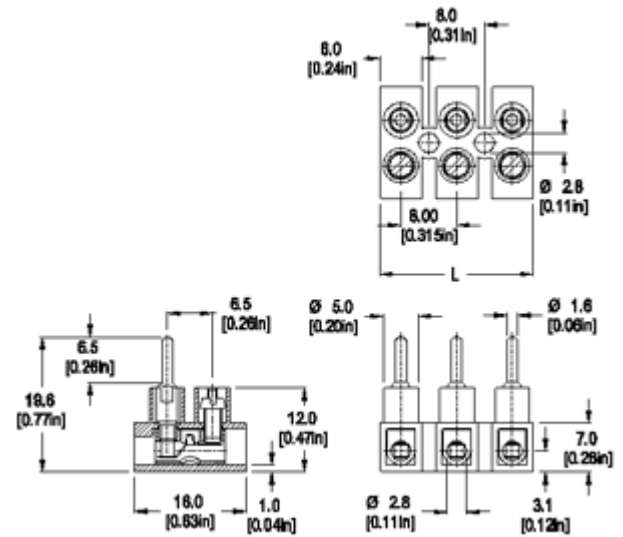 8.0
[0.31in]
6.0
[0.24in]
Ø 2.8
[0.11in]
8.00
[0.315in]
L
6.5
[0.26in]
Ø 5.0
[0.20in]
Ø 1.6
[0.06in]
6.5
[0.26in]
19.6
[0.77in]
12.0
[0.47in]
7.0
[0.28in]
16.0
[0.63in]
1.0
[0.04in]
Ø 2.8
[0.11in]
3.1
[0.12in]